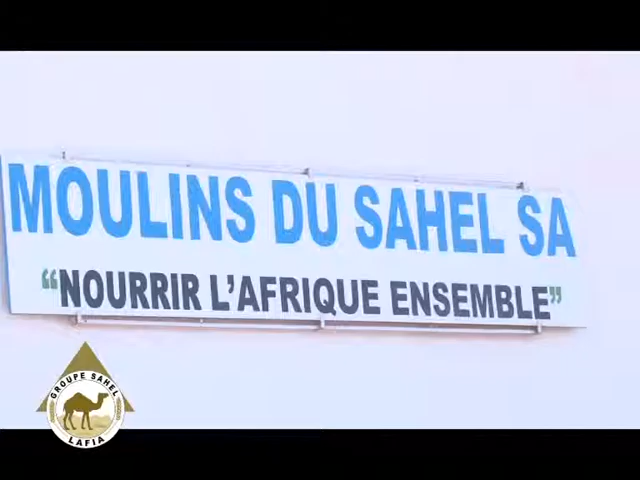 MOULINS DU SAHEL SA
“NOURRIR L’AFRIQUE ENSEMBLE”
GROUPE SAHEL
LAFIA